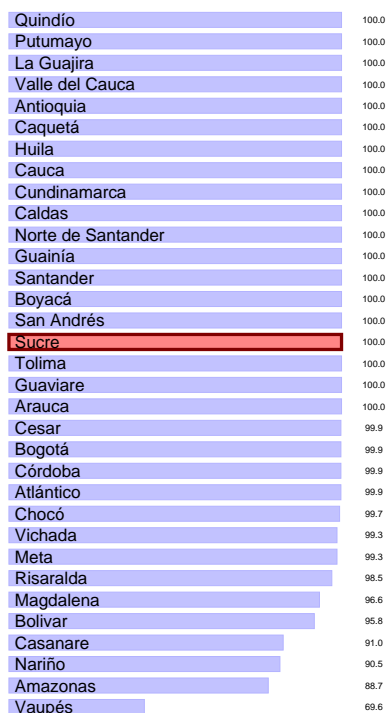 Quindío 100.0
Putumayo 100.0
La Guajira 100.0
Valle del Cauca 100.0
Antioquia 100.0
Caquetá 100.0
Huila 100.0
Cauca 100.0
Cundinamarca 100.0
Caldas 100.0
Norte de Santander 100.0
Guainía 100.0
Santander 100.0
Boyacá 100.0
San Andrés 100.0
Sucre 100.0
Tolima 100.0
Guaviare 100.0
Arauca 100.0
Cesar 99.9
Bogotá 99.9
Córdoba 99.9
Atlántico 99.9
Chocó 99.7
Vichada 99.3
Meta 99.3
Risaralda 98.5
Magdalena 96.6
Bolivar 95.8
Casanare 91.0
Nariño 90.5
Amazonas 88.7
Vaupés 69.6